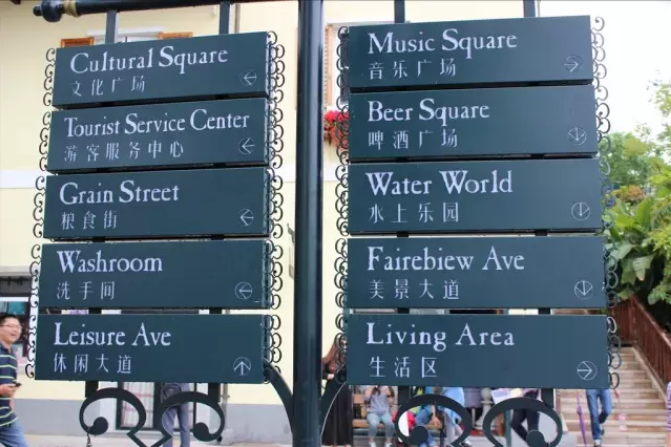 Cultural Square
文化广场
Tourist Service Center
游客服务中心
Grain Street
粮食街
Washroom
洗手间
Leisure Ave
休闲大道
Music Square
音乐广场
Beer Square
啤酒广场
Water World
水上乐园
Fairebiew Ave
美景大道
Living Area
生活区